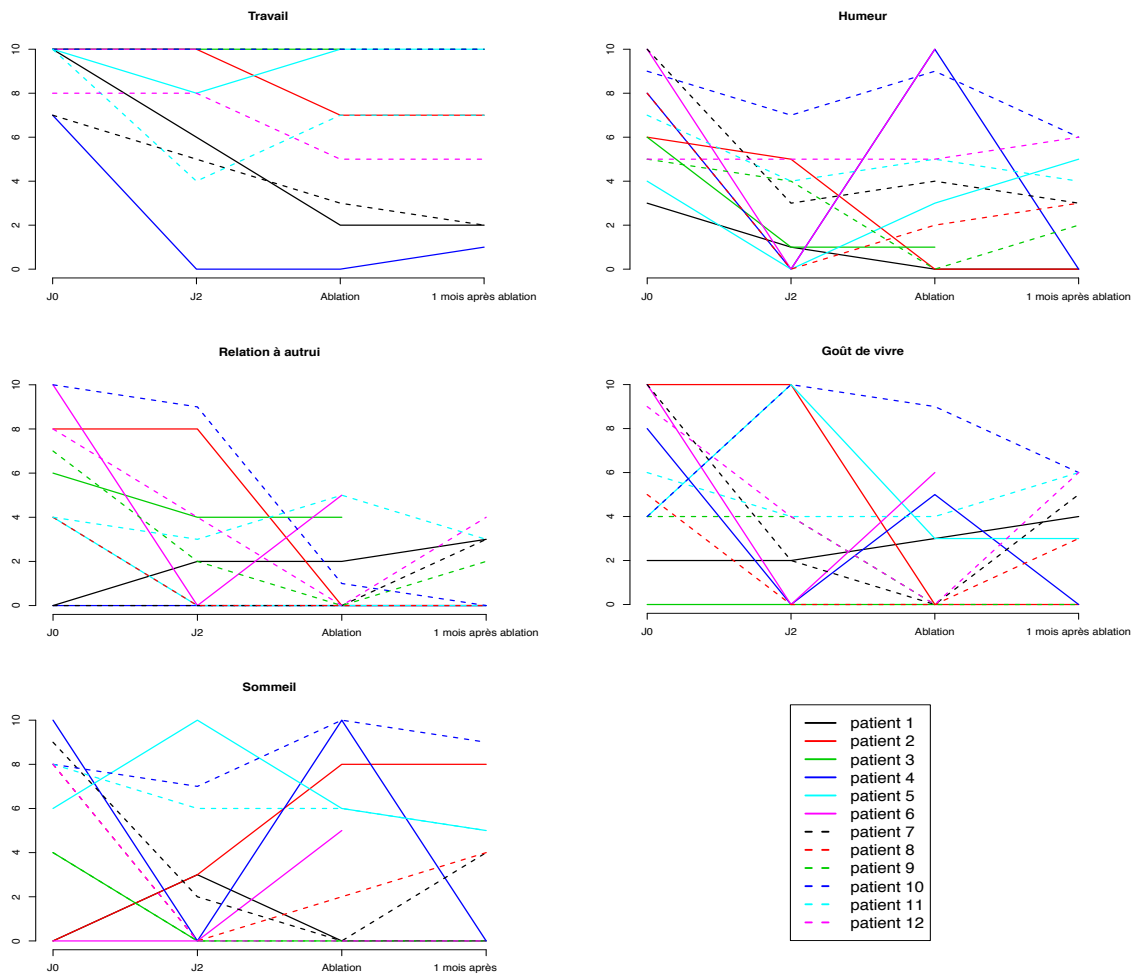 Travail
10
8
6
4
2
0
J0 J2 Ablation 1 mois après ablation
Humeur
10
8
6
4
2
0
J0 J2 Ablation 1 mois après ablation
Relation à autrui
10
8
6
4
2
0
J0 J2 Ablation 1 mois après ablation
Goût de vivre
10
8
6
4
2
0
J0 J2 Ablation 1 mois après ablation
Sommeil
10
8
6
4
2
0
J0 J2 Ablation 1 mois après
patient 1
patient 2
patient 3
patient 4
patient 5
patient 6
patient 7
patient 8
patient 9
patient 10
patient 11
patient 12